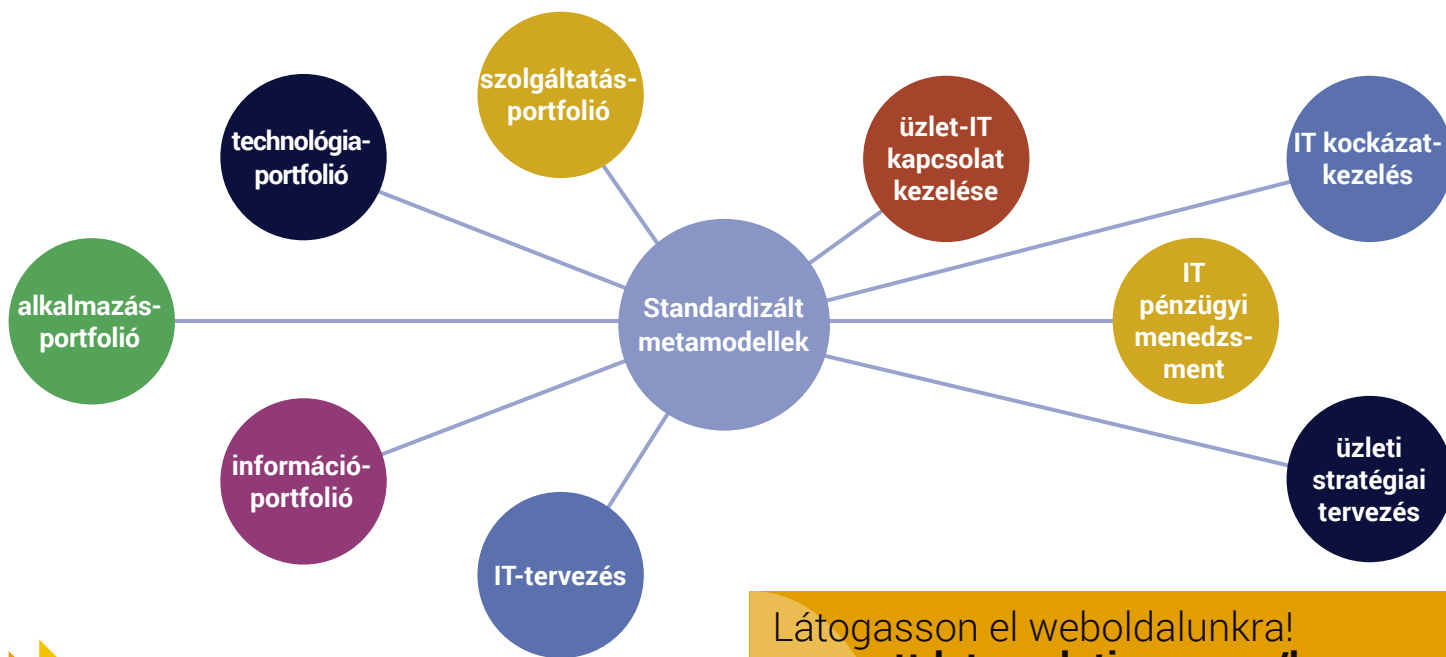 szolgáltatás-
portfolió
technológia-
portfolió
üzlet-IT
kapcsolat
kezelése
IT kockázat-
kezelés
alkalmazás-
portfolió
Standardizált
metamodellek
IT
pénzügyi
menedzs-
ment
információ-
portfolió
üzleti
stratégiai
tervezés
IT-tervezés
Látogasson el weboldalunkra!